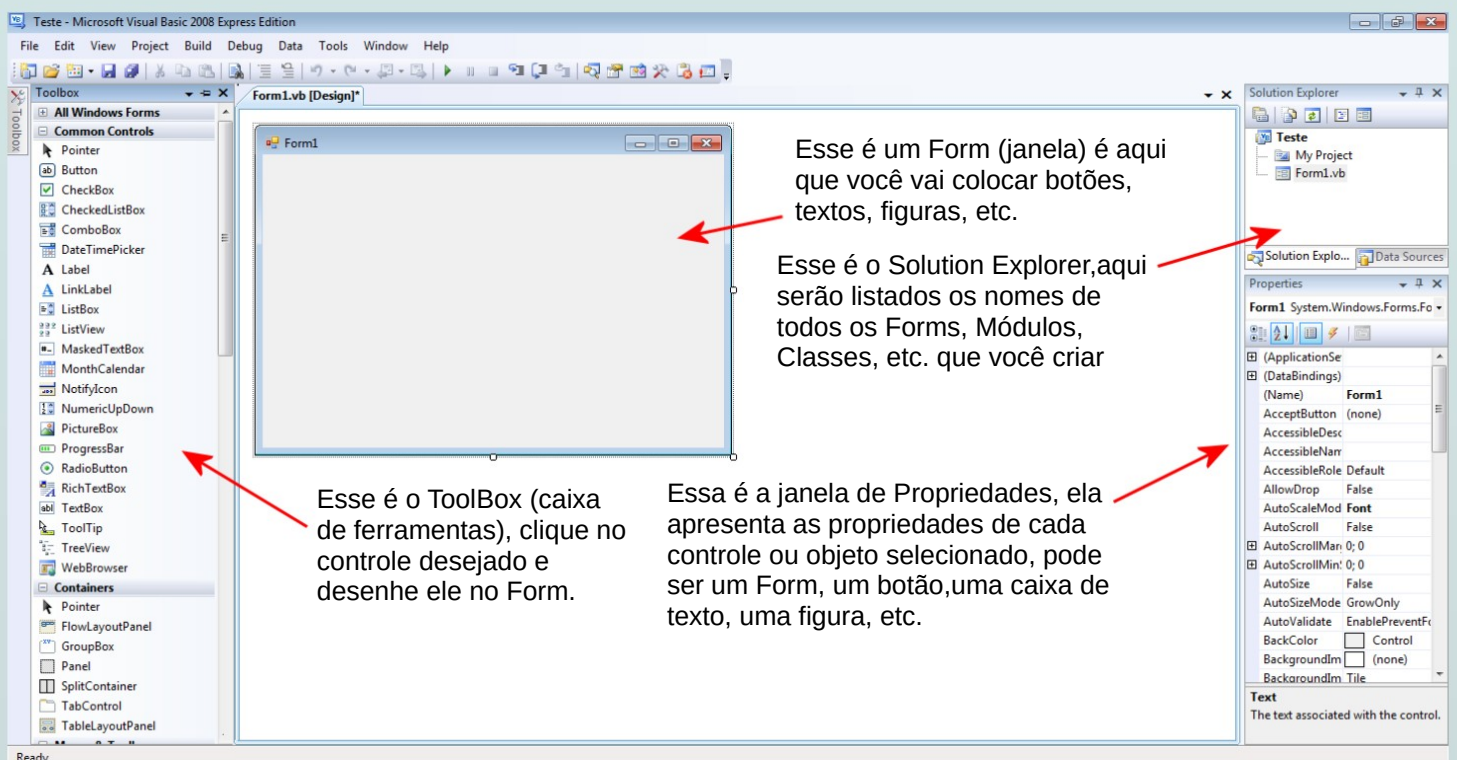 Teste - Microsoft Visual Basic 2008 Express Edition
File Edit View Project Build Debug Data Tools Window Help
Toolbox
Toolbox
All Windows Forms
Common Controls
Pointer
Button
CheckBox
CheckedListBox
ComboBox
DateTimePicker
Label
LinkLabel
ListBox
ListView
MaskedTextBox
MonthCalendar
NotifyIcon
NumericUpDown
PictureBox
ProgressBar
RadioButton
RichTextBox
TextBox
ToolTip
TreeView
WebBrowser
Containers
Pointer
FlowLayoutPanel
GroupBox
Panel
SplitContainer
TabControl
TableLayoutPanel
Ready
Form1.vb [Design]*
Form1
Esse é um Form (janela) é aqui
que você vai colocar botões,
textos, figuras, etc.
Esse é o Solution Explorer,aqui
serão listados os nomes de
todos os Forms, Módulos,
Classes, etc. que você criar
Esse é o ToolBox (caixa
de ferramentas), clique no
controle desejado e
desenhe ele no Form.
Essa é a janela de Propriedades, ela
apresenta as propriedades de cada
controle ou objeto selecionado, pode
ser um Form, um botão,uma caixa de
texto, uma figura, etc.
Solution Explorer
Teste
My Project
Form1.vb
Solution Explo... Data Sources
Properties
Form1 System.Windows.Forms.Fo
(ApplicationSe
(DataBindings)
(Name) Form1
AcceptButton (none)
AccessibleDesc
AccessibleNam
AccessibleRole Default
AllowDrop False
AutoScaleMod Font
AutoScroll False
AutoScrollMar 0; 0
AutoScrollMin 0; 0
AutoSize False
AutoSizeMode GrowOnly
AutoValidate EnablePreventFo
BackColor Control
BackgroundIm (none)
BackgroundIm Tile
Text
The text associated with the control.